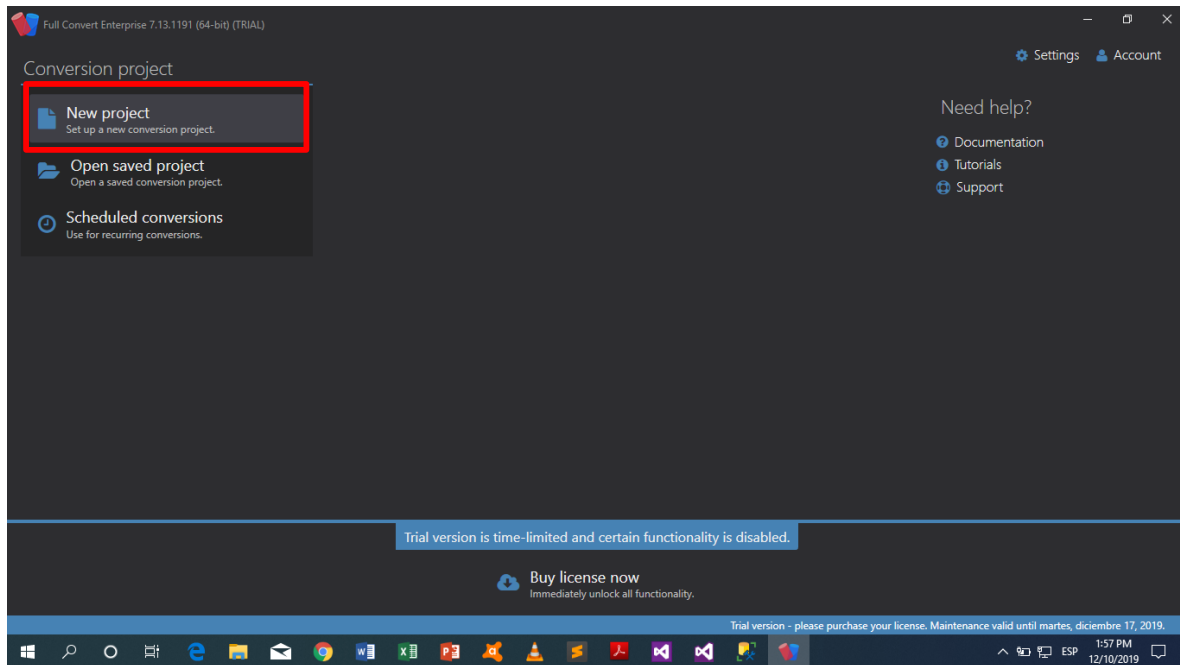 Full Convert Enterprise 7.13.1191 (64-bit) (TRIAL)
Settings
Account
Conversion project
New project
Set up a new conversion project.
Open saved project
Open a saved conversion project.
Scheduled conversions
Use for recurring conversions.
Need help?
Documentation
Tutorials
Support
Trial version is time-limited and certain functionality is disabled.
Buy license now
Immediately unlock all functionality.
Trial version - please purchase your license. Maintenance valid until martes, diciembre 17, 2019.
ESP
1:57 PM
12/10/2019